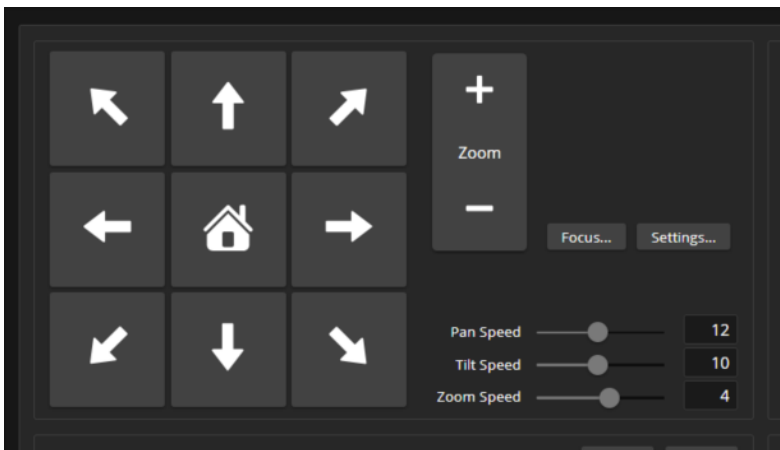 +
Zoom
−
Focus...
Settings...
Pan Speed 12
Tilt Speed 10
Zoom Speed 4